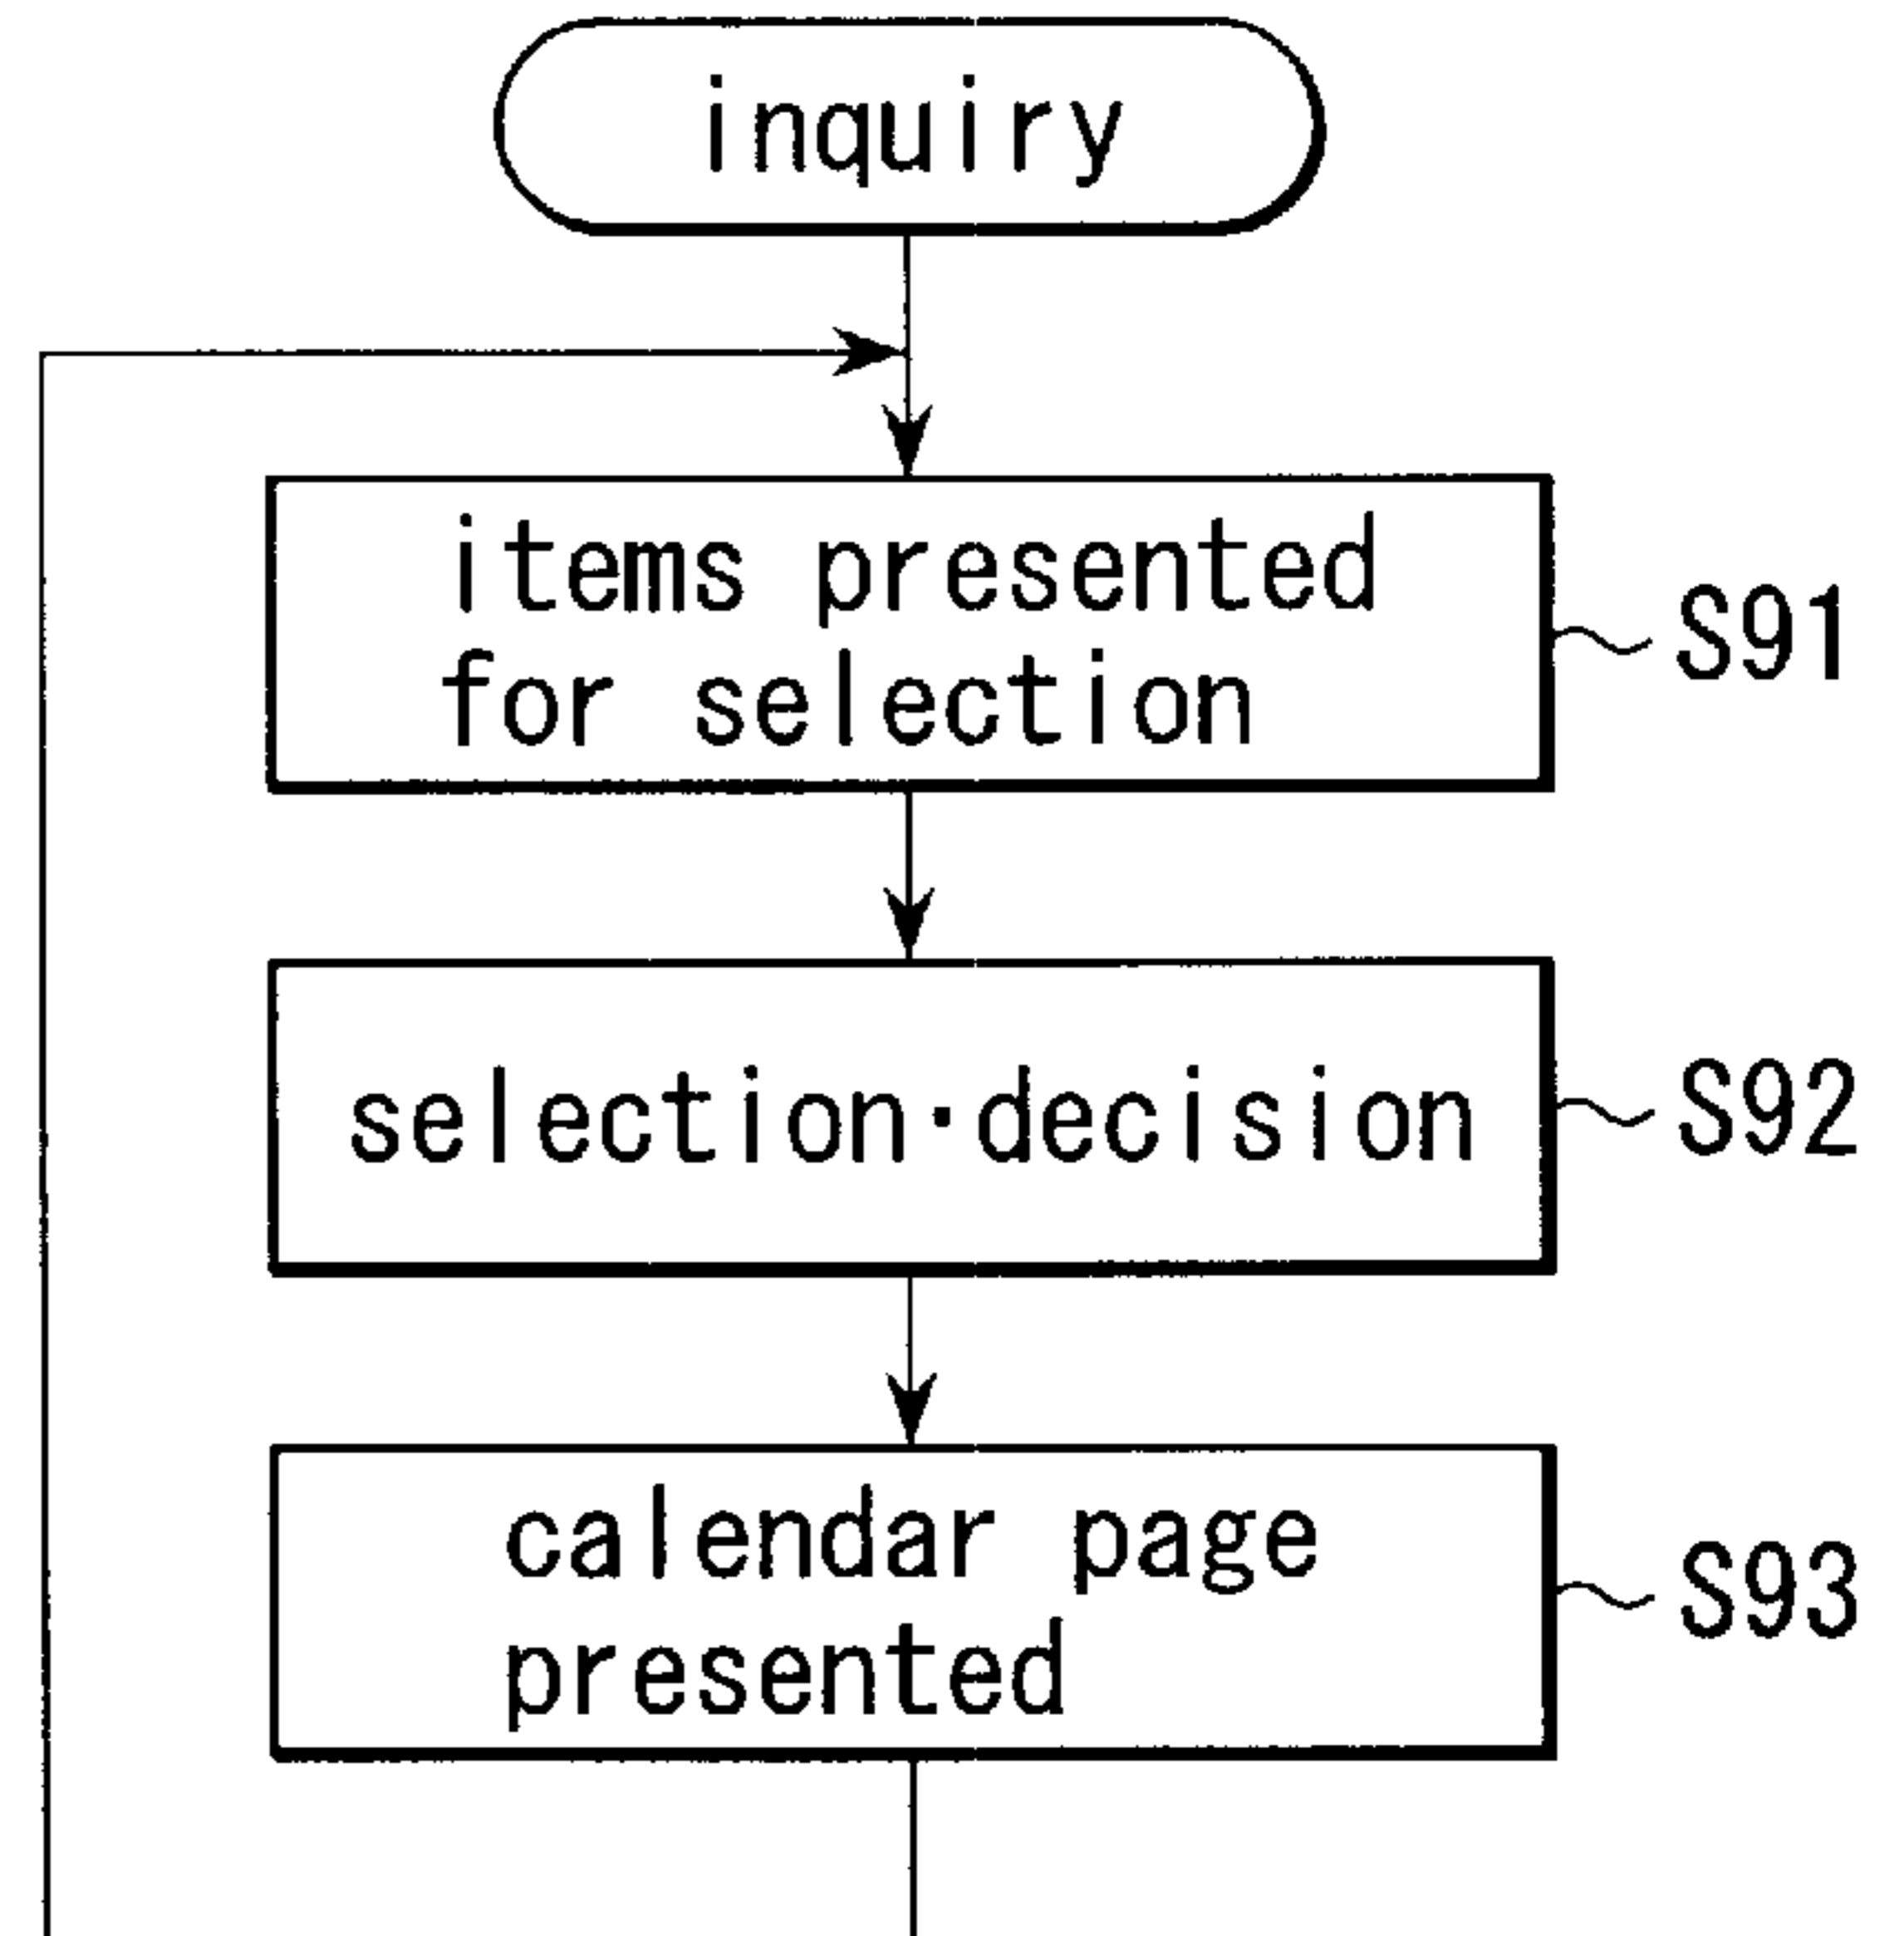 inquiry
items presented
for selection
S91
selection·decision
S92
calendar page
presented
S93